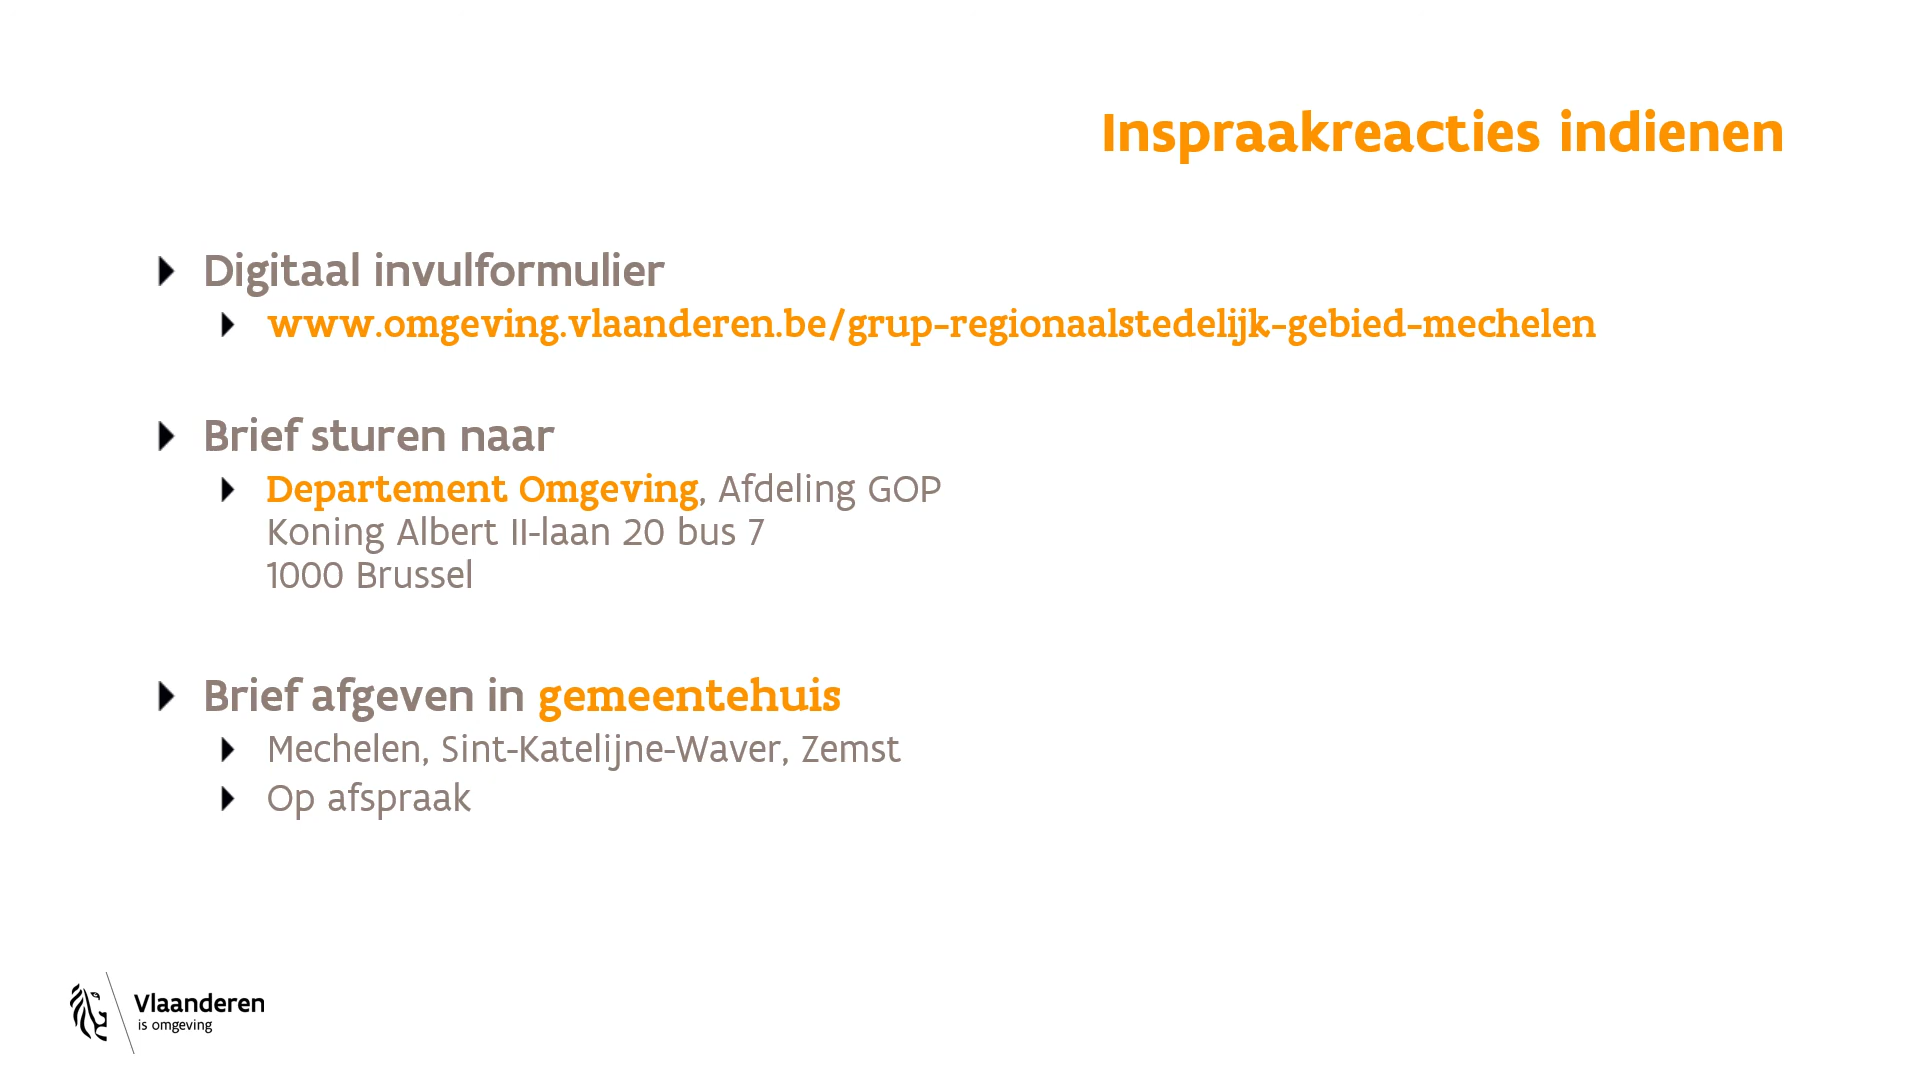 Inspraakreacties indienen
Digitaal invulformulier
www.omgeving.vlaanderen.be/grup-regionaalstedelijk-gebied-mechelen
Brief sturen naar
Departement Omgeving, Afdeling GOP
Koning Albert II-laan 20 bus 7
1000 Brussel
Brief afgeven in gemeentehuis
Mechelen, Sint-Katelijne-Waver, Zemst
Op afspraak
Vlaanderen
is omgeving